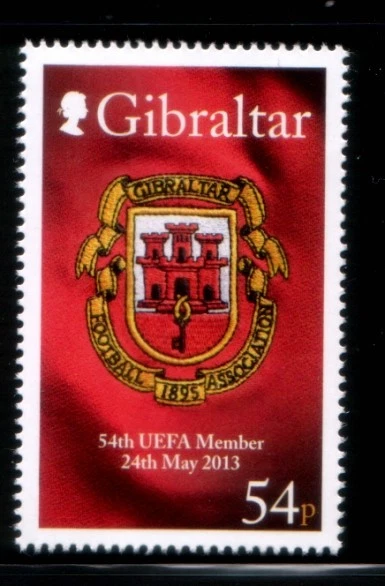 Gibraltar
GIBRALTAR
FOOTBALL 1895 ASSOCIATION
54th UEFA Member
24th May 2013
54p